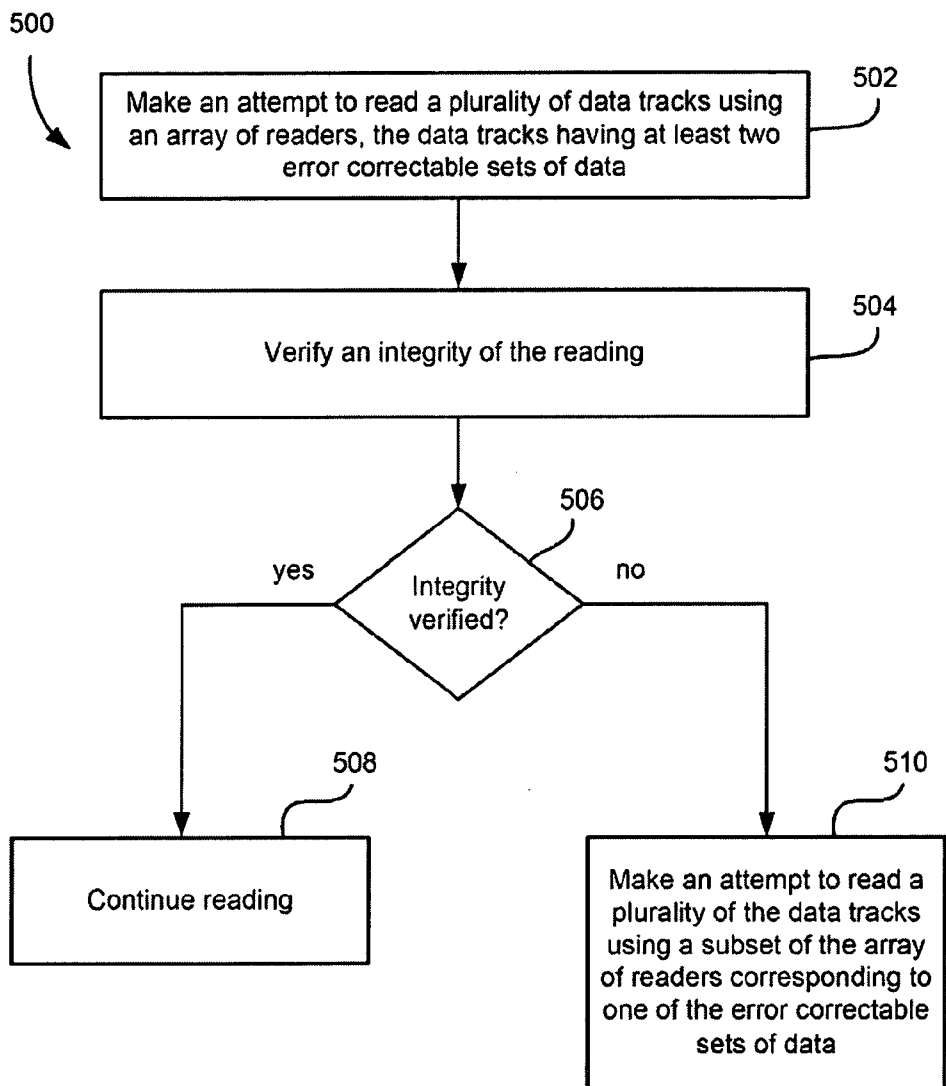 500
502
Make an attempt to read a plurality of data tracks using
an array of readers, the data tracks having at least two
error correctable sets of data
504
Verify an integrity of the reading
506
yes
no
Integrity
verified?
508
510
Continue reading
Make an attempt to read a
plurality of the data tracks
using a subset of the array
of readers corresponding to
one of the error correctable
sets of data